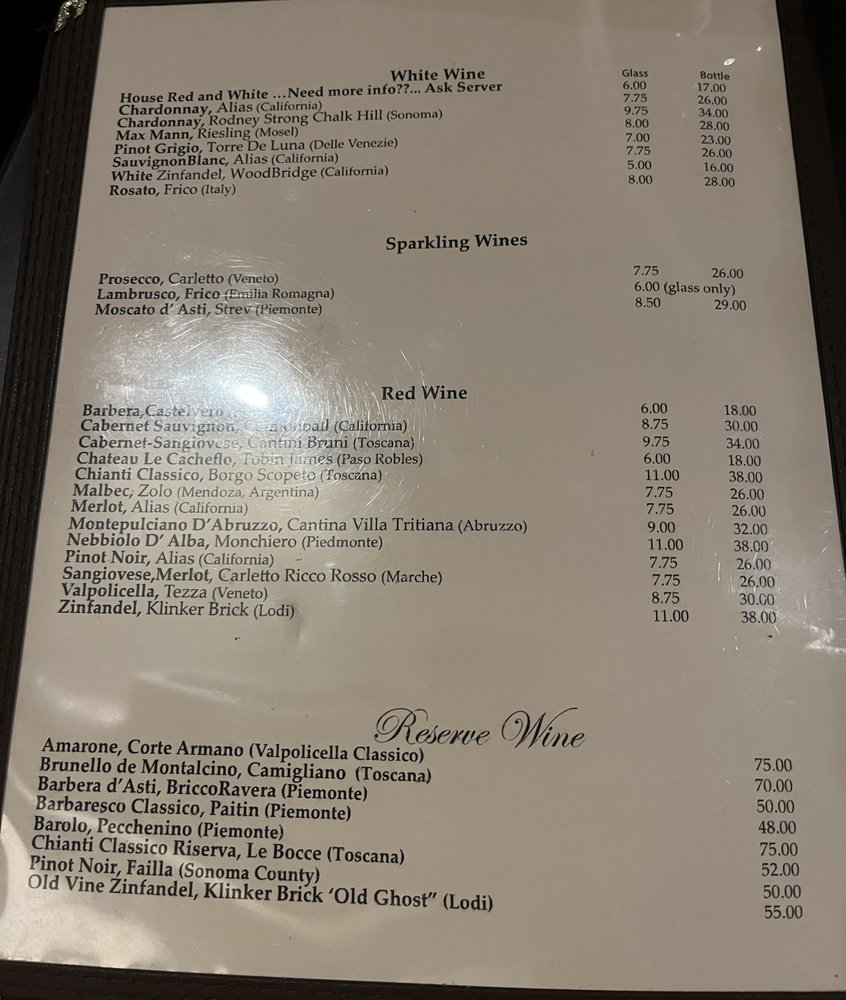 White Wine Glass Bottle
House Red and White ...Need more info??... Ask Server 6.00 17.00
Chardonnay, Alias (California) 7.75 26.00
Chardonnay, Rodney Strong Chalk Hill (Sonoma) 9.75 34.00
Max Mann, Riesling (Mosel) 8.00 28.00
Pinot Grigio, Torre De Luna (Delle Venezie) 7.00 23.00
SauvignonBlanc, Alias (California) 7.75 26.00
White Zinfandel, WoodBridge (California) 5.00 16.00
Rosato, Frico (Italy) 8.00 28.00
Sparkling Wines
Prosecco, Carletto (Veneto) 7.75 26.00
Lambrusco, Frico (Emilia Romagna) 6.00 (glass only)
Moscato d' Asti, Strev (Piemonte) 8.50 29.00
Red Wine
Barbera, Castelvero 6.00 18.00
Cabernet Sauvignon, (California) 8.75 30.00
Cabernet-Sangiovese, Cantini Bruni (Toscana) 9.75 34.00
Chateau Le Cacheflo, Tobin James (Paso Robles) 6.00 18.00
Chianti Classico, Borgo Scopeto (Toscana) 11.00 38.00
Malbec, Zolo (Mendoza, Argentina) 7.75 26.00
Merlot, Alias (California) 7.75 26.00
Montepulciano D'Abruzzo, Cantina Villa Tritiana (Abruzzo) 9.00 32.00
Nebbiolo D' Alba, Monchiero (Piedmonte) 11.00 38.00
Pinot Noir, Alias (California) 7.75 26.00
Sangiovese,Merlot, Carletto Ricco Rosso (Marche) 7.75 26.00
Valpolicella, Tezza (Veneto) 8.75 30.00
Zinfandel, Klinker Brick (Lodi) 11.00 38.00
Reserve Wine
Amarone, Corte Armano (Valpolicella Classico) 75.00
Brunello de Montalcino, Camigliano (Toscana) 70.00
Barbera d'Asti, BriccoRavera (Piemonte) 50.00
Barbaresco Classico, Paitin (Piemonte) 48.00
Barolo, Pecchenino (Piemonte) 75.00
Chianti Classico Riserva, Le Bocce (Toscana) 52.00
Pinot Noir, Failla (Sonoma County) 50.00
Old Vine Zinfandel, Klinker Brick 'Old Ghost" (Lodi) 55.00